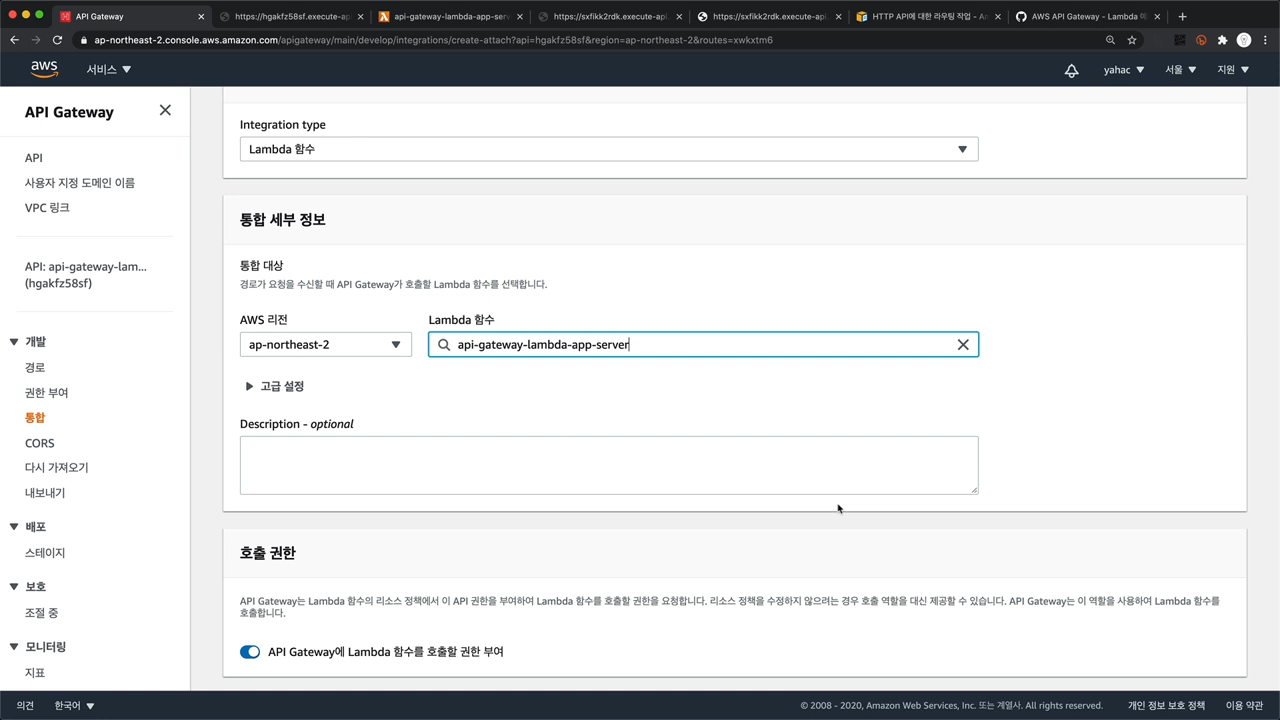 API Gateway
https://hgakfz58sf.execute-ap
api-gateway-lambda-app-serv
https://sxfikk2rdk.execute-api.
https://sxfikk2rdk.execute-api.
HTTP API에 대한 라우팅 작업 - An
AWS API Gateway - Lambda 에
ap-northeast-2.console.aws.amazon.com/apigateway/main/develop/integrations/create-attach?api=hgakfz58sf&region=ap-northeast-2&routes=xwkxtm6
aws
서비스
yahac
서울
지원
API Gateway
API
사용자 지정 도메인 이름
VPC 링크
API: api-gateway-lam...
(hgakfz58sf)
개발
경로
권한 부여
통합
CORS
다시 가져오기
내보내기
배포
스테이지
보호
조절 중
모니터링
지표
Integration type
Lambda 함수
통합 세부 정보
통합 대상
경로가 요청을 수신할 때 API Gateway가 호출할 Lambda 함수를 선택합니다.
AWS 리전
Lambda 함수
ap-northeast-2
api-gateway-lambda-app-server
고급 설정
Description - optional
호출 권한
API Gateway는 Lambda 함수의 리소스 정책에서 이 API 권한을 부여하여 Lambda 함수를 호출할 권한을 요청합니다. 리소스 정책을 수정하지 않으려는 경우 호출 역할을 대신 제공할 수 있습니다. API Gateway는 이 역할을 사용하여 Lambda 함수를
호출합니다.
API Gateway에 Lambda 함수를 호출할 권한 부여
의견
한국어
© 2008 - 2020, Amazon Web Services, Inc. 또는 계열사. All rights reserved.
개인 정보 보호 정책
이용 약관